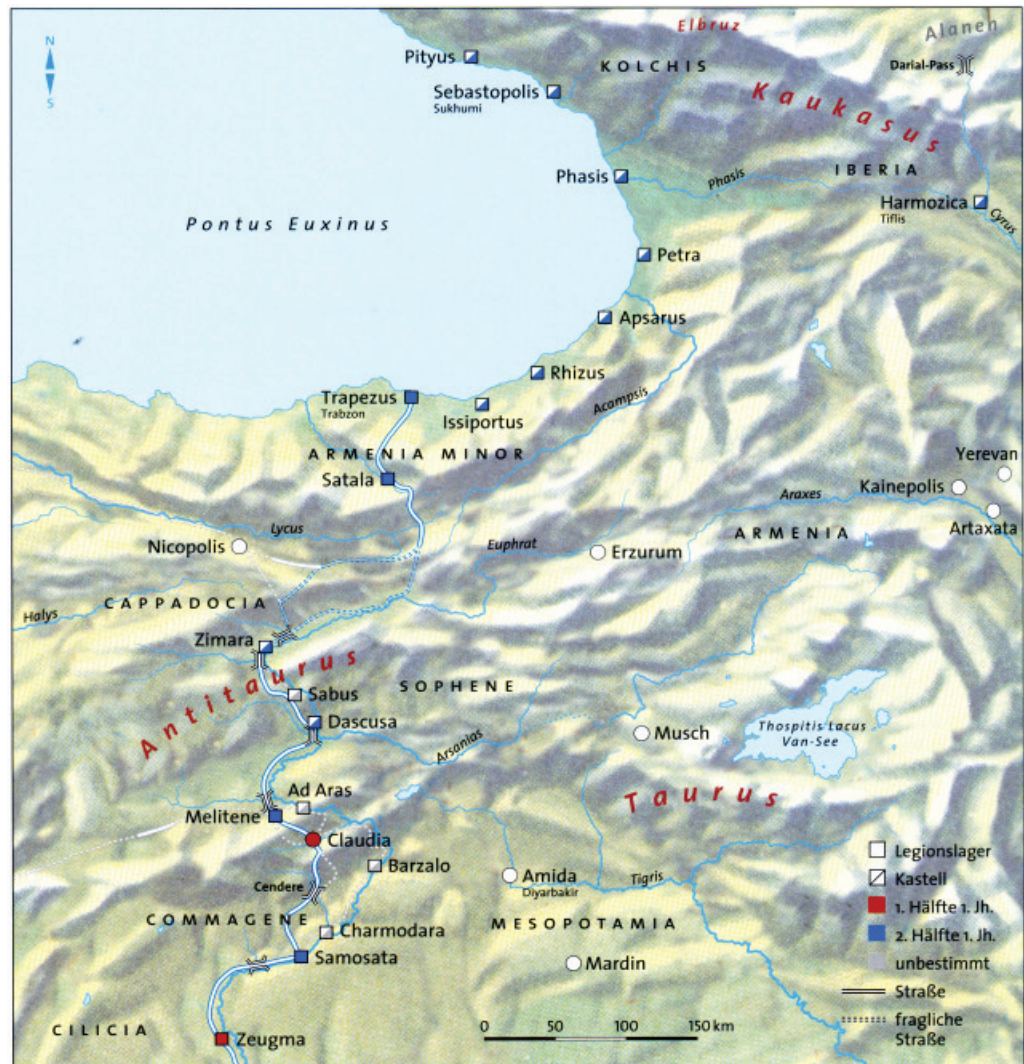 N
S
Elbruz
Alanen
Pityus
KOLCHIS
Darial-Pass
Sebastopolis
Sukhumi
Kaukasus
Phasis
Phasis
IBERIA
Harmozica
Tiflis
Cyrus
Pontus Euxinus
Petra
Apsarus
Rhizus
Trapezus
Trabzon
Issiportus
Acampsis
ARMENIA MINOR
Satala
Yerevan
Kainepolis
Araxes
Artaxata
Lycus
ARMENIA
Nicopolis
Euphrat
Erzurum
CAPPADOCIA
Halys
Zimara
Antitaurus
SOPHENE
Sabus
Dascusa
Musch
Thospitis Lacus
Van-See
Arsanias
Taurus
Ad Aras
Melitene
Claudia
Barzalo
Amida
Diyarbakir
Tigris
Cendere
COMMAGENE
MESOPOTAMIA
Charmodara
Samosata
Mardin
CILICIA
Zeugma
0 50 100 150 km
Legionslager
Kastell
1. Hälfte 1. Jh.
2. Hälfte 1. Jh.
unbestimmt
Straße
fragliche
Straße